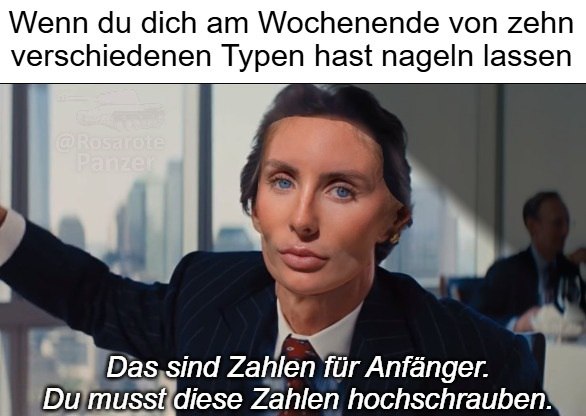 Wenn du dich am Wochenende von zehn
verschiedenen Typen hast nageln lassen
@Rosarote
Panzer
Das sind Zahlen für Anfänger.
Du musst diese Zahlen hochschrauben.